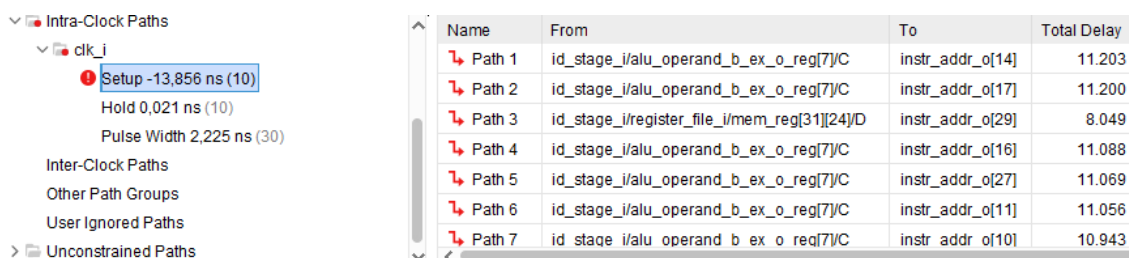 Intra-Clock Paths
clk_i
Setup -13,856 ns (10)
Hold 0,021 ns (10)
Pulse Width 2,225 ns (30)
Inter-Clock Paths
Other Path Groups
User Ignored Paths
Unconstrained Paths
Name From To Total Delay
Path 1 id_stage_i/alu_operand_b_ex_o_reg[7]/C instr_addr_o[14] 11.203
Path 2 id_stage_i/alu_operand_b_ex_o_reg[7]/C instr_addr_o[17] 11.200
Path 3 id_stage_i/register_file_i/mem_reg[31][24]/D instr_addr_o[29] 8.049
Path 4 id_stage_i/alu_operand_b_ex_o_reg[7]/C instr_addr_o[16] 11.088
Path 5 id_stage_i/alu_operand_b_ex_o_reg[7]/C instr_addr_o[27] 11.069
Path 6 id_stage_i/alu_operand_b_ex_o_reg[7]/C instr_addr_o[11] 11.056
Path 7 id_stage_i/alu_operand_b_ex_o_reg[7]/C instr_addr_o[10] 10.943